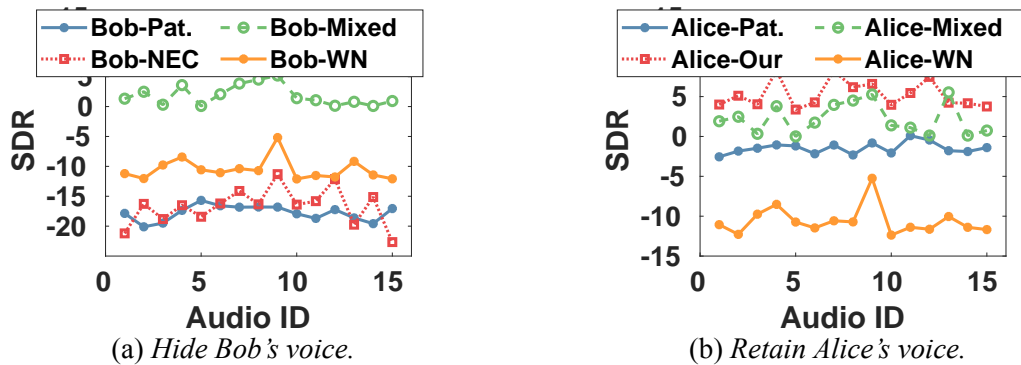 Bob-Pat. Bob-Mixed
Bob-NEC Bob-WN
5
0
-5
-10
-15
-20
SDR
0 5 10 15
Audio ID
(a) Hide Bob's voice.
Alice-Pat. Alice-Mixed
Alice-Our Alice-WN
5
0
-5
-10
-15
SDR
0 5 10 15
Audio ID
(b) Retain Alice's voice.